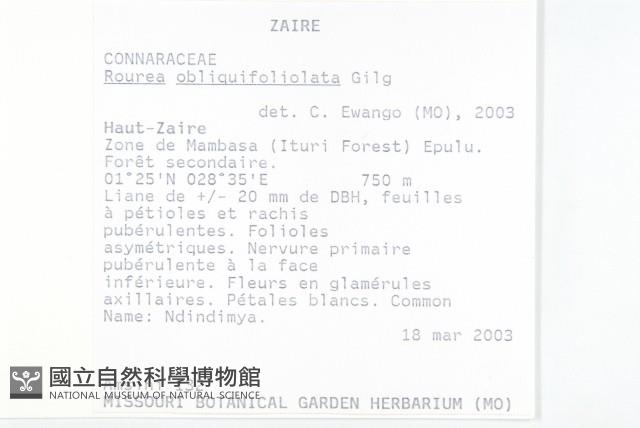 ZAIRE
CONNARACEAE
Rourea obliquifoliolata Gilg
det. C. Ewango (MO), 2003
Haut-Zaire
Zone de Mambasa (Ituri Forest) Epulu.
Forêt secondaire.
01°25'N 028°35'E 750 m
Liane de +/- 20 mm de DBH, feuilles
à pétioles et rachis
pubérulentes. Folioles
asymétriques. Nervure primaire
pubérulente à la face
inférieure. Fleurs en glamérules
axillaires. Pétales blancs. Common
Name: Ndindimya.
18 mar 2003
國立自然科學博物館
NATIONAL MUSEUM OF NATURAL SCIENCE
MISSOURI BOTANICAL GARDEN HERBARIUM (MO)